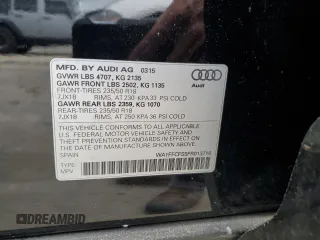 MFD. BY AUDI AG 03/15
GVWR LBS 4707, KG 2135
GAWR FRONT LBS 2502, KG 1135
FRONT-TIRES 235/50 R18
7JX18 RIMS, AT 230 KPA 33 PSI COLD
GAWR REAR LBS 2359, KG 1070
REAR-TIRES 235/50 R18
7JX18 RIMS, AT 250 KPA 36 PSI COLD
Audi
THIS VEHICLE CONFORMS TO ALL APPLICABLE
U.S. FEDERAL MOTOR VEHICLE SAFETY AND
THEFT PREVENTION STANDARDS IN EFFECT ON
THE DATE OF MANUFACTURE SHOWN ABOVE.
SPAIN
TYPE
MPV